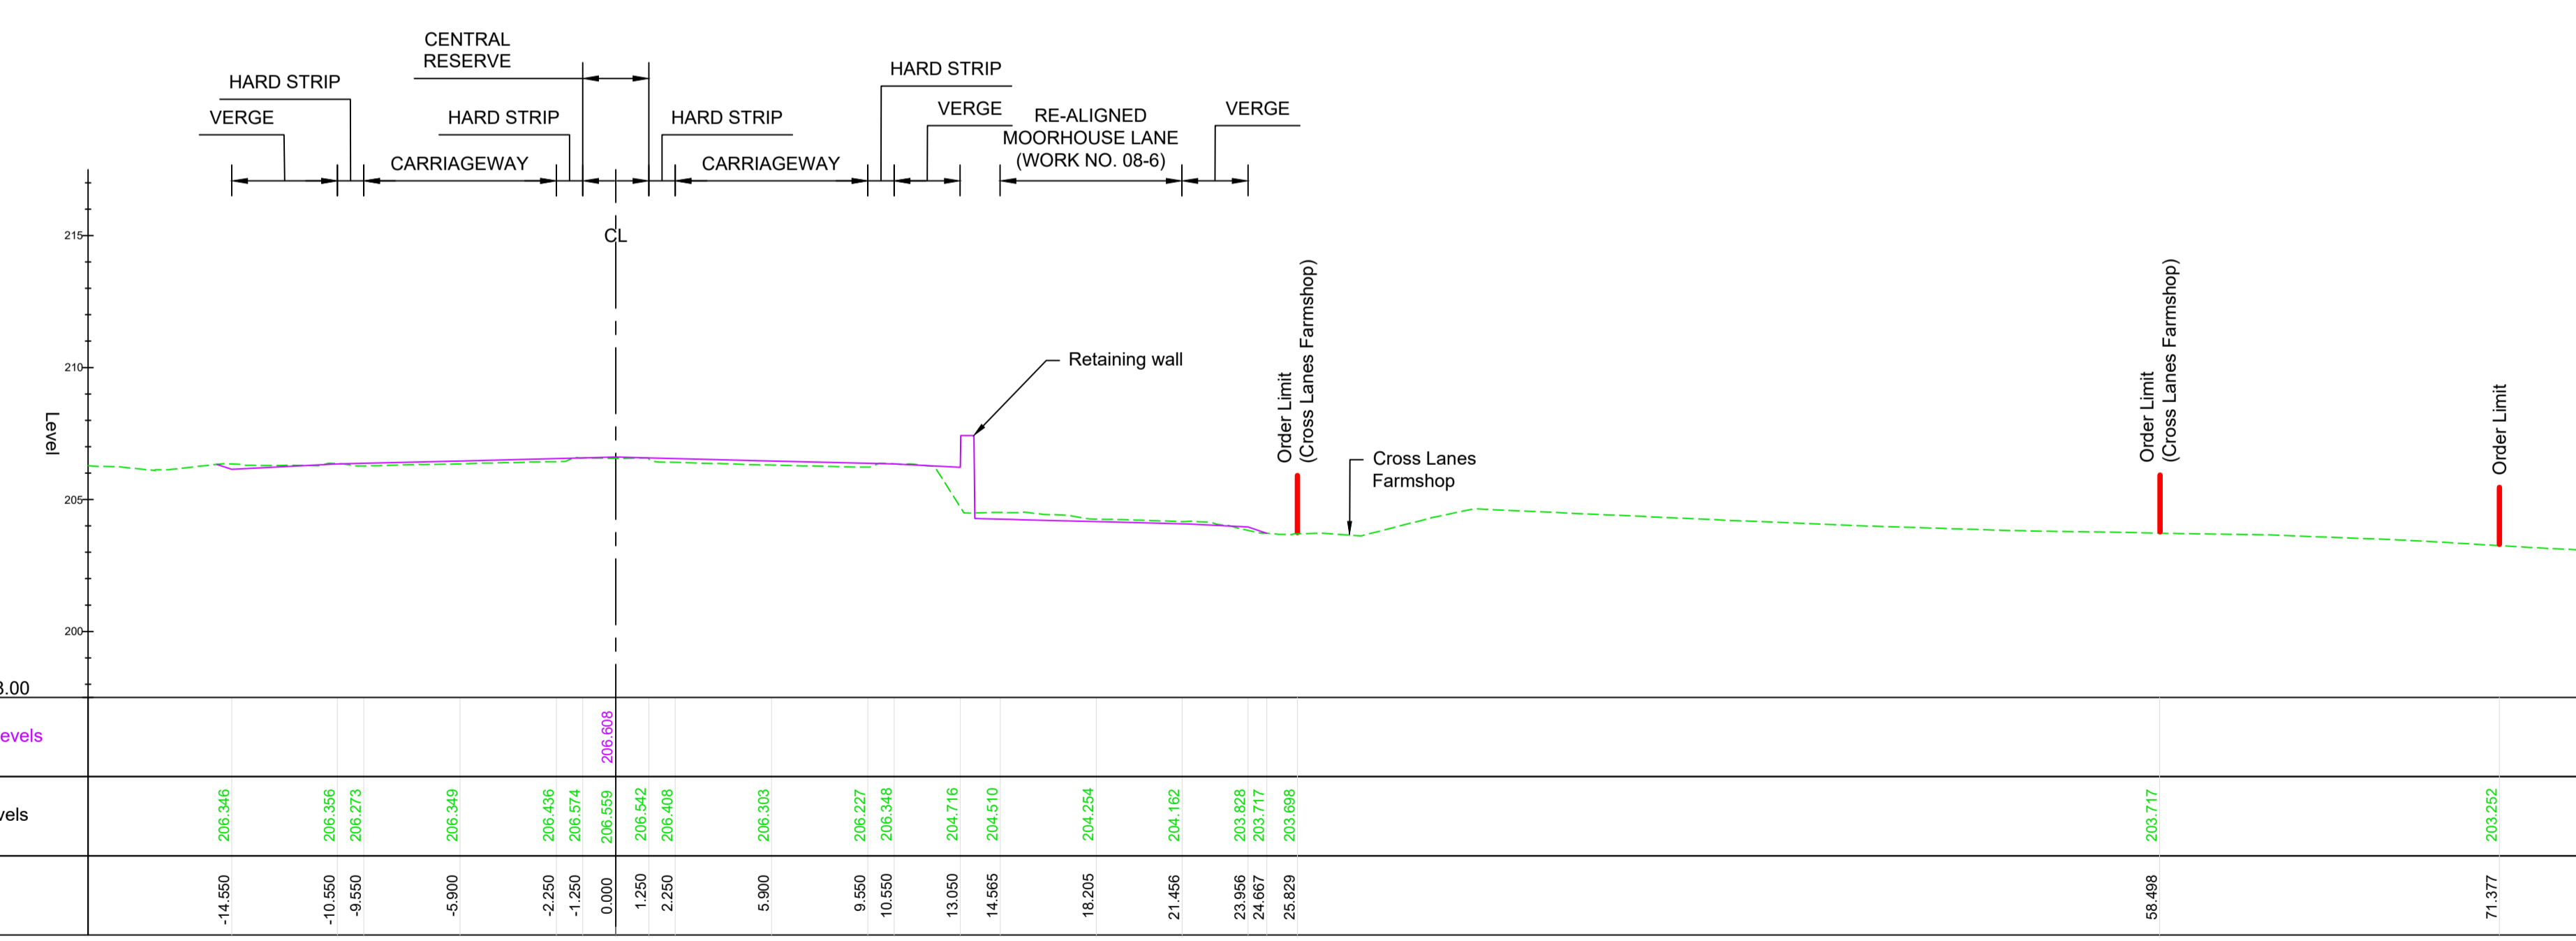 CENTRAL
RESERVE
HARD STRIP
HARD STRIP
VERGE
HARD STRIP
HARD STRIP
VERGE
RE-ALIGNED
MOORHOUSE LANE
(WORK NO. 08-6)
VERGE
CARRIAGEWAY
CARRIAGEWAY
CL
215
210
205
200
Level
Retaining wall
Order Limit
(Cross Lanes Farmshop)
Cross Lanes
Farmshop
Order Limit
(Cross Lanes Farmshop)
Order Limit
3.00
evels
206.608
vels
206.346
206.356
206.273
206.349
206.436
206.574
206.559
206.542
206.408
206.303
206.227
206.348
204.716
204.510
204.254
204.162
203.828
203.717
203.698
203.717
203.252
-14.550
-10.550
-9.550
-5.900
-2.250
-1.250
0.000
1.250
2.250
5.900
9.550
10.550
13.050
14.565
18.205
21.456
23.956
24.667
25.829
58.498
71.377